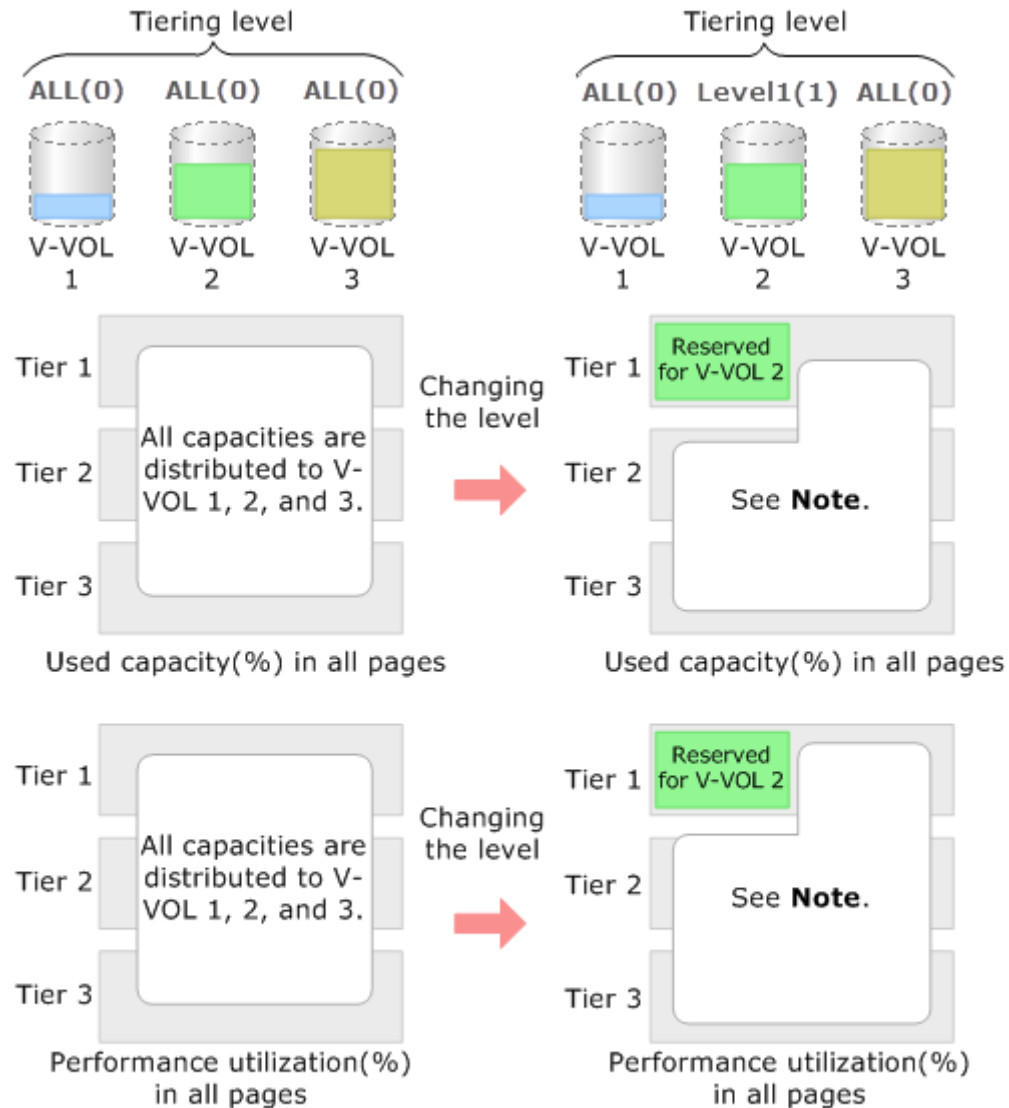 Tiering level
ALL(0) ALL(0) ALL(0)
V-VOL 1
V-VOL 2
V-VOL 3
Tier 1
Tier 2
Tier 3
All capacities are
distributed to V-
VOL 1, 2, and 3.
Used capacity(%) in all pages
Changing
the level
Tiering level
ALL(0) Level1(1) ALL(0)
V-VOL 1
V-VOL 2
V-VOL 3
Tier 1
Tier 2
Tier 3
Reserved
for V-VOL 2
See Note.
Used capacity(%) in all pages
Tier 1
Tier 2
Tier 3
All capacities are
distributed to V-
VOL 1, 2, and 3.
Performance utilization(%)
in all pages
Changing
the level
Tier 1
Tier 2
Tier 3
Reserved
for V-VOL 2
See Note.
Performance utilization(%)
in all pages